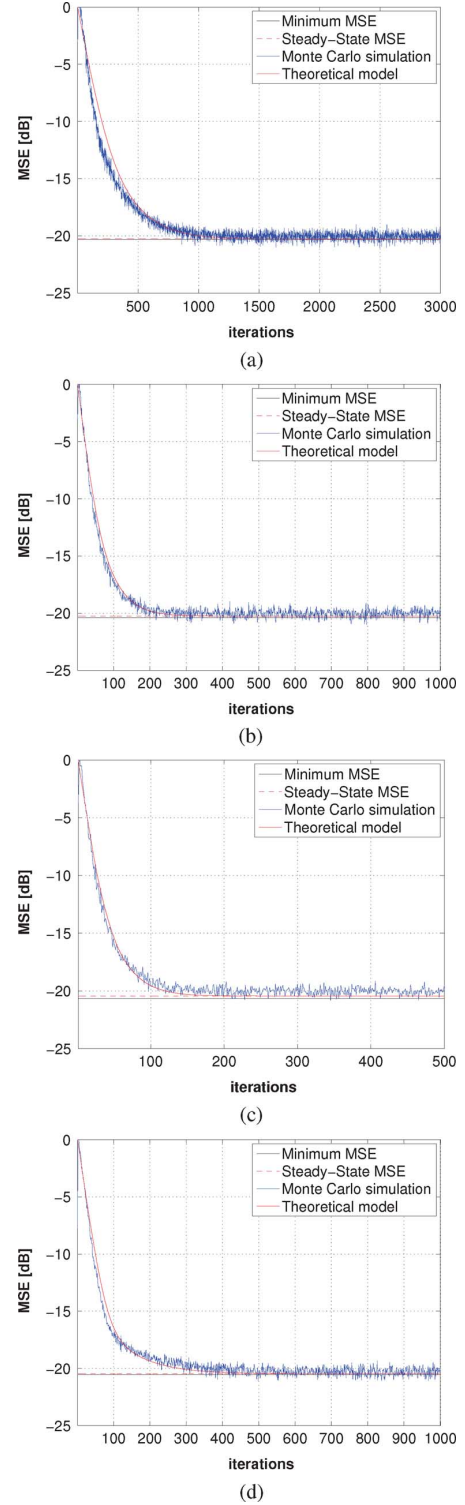 0
−5
−10
−15
−20
−25
MSE [dB]
Minimum MSE
Steady−State MSE
Monte Carlo simulation
Theoretical model
500 1000 1500 2000 2500 3000
iterations
(a)
0
−5
−10
−15
−20
−25
MSE [dB]
Minimum MSE
Steady−State MSE
Monte Carlo simulation
Theoretical model
100 200 300 400 500 600 700 800 900 1000
iterations
(b)
0
−5
−10
−15
−20
−25
MSE [dB]
Minimum MSE
Steady−State MSE
Monte Carlo simulation
Theoretical model
100 200 300 400 500
iterations
(c)
0
−5
−10
−15
−20
−25
MSE [dB]
Minimum MSE
Steady−State MSE
Monte Carlo simulation
Theoretical model
100 200 300 400 500 600 700 800 900 1000
iterations
(d)